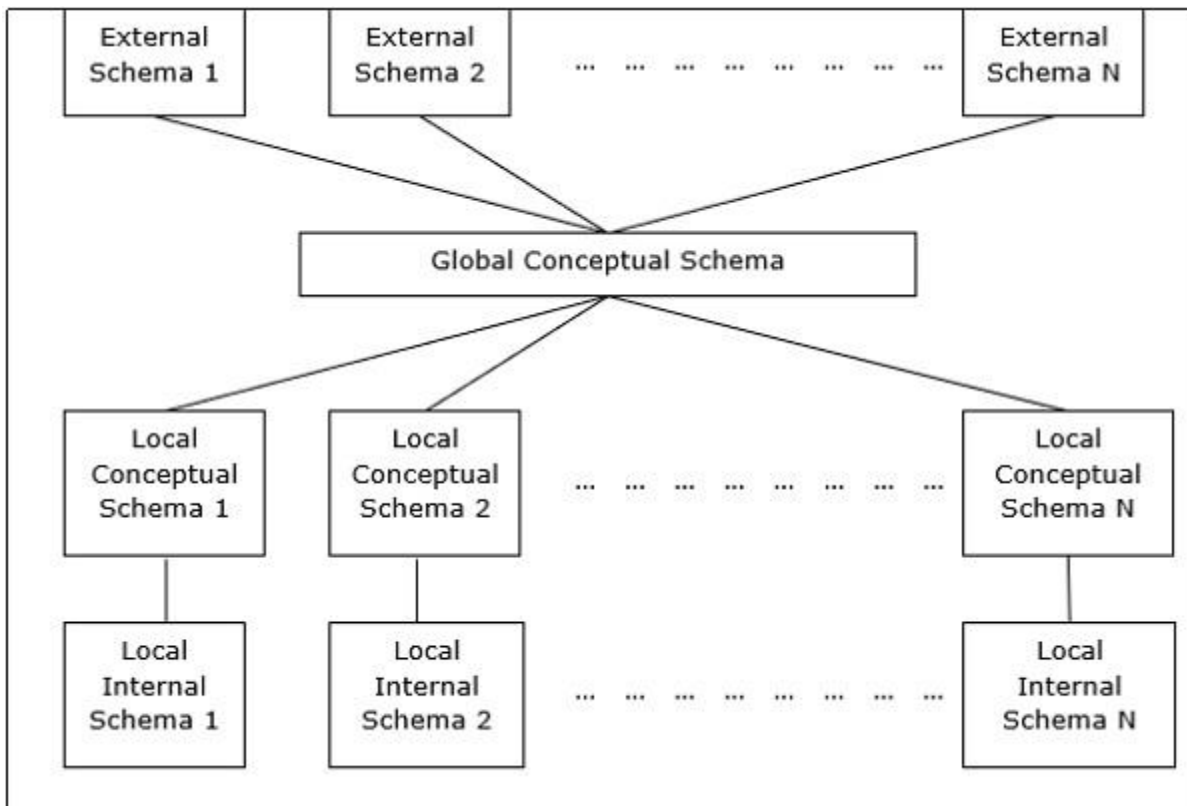 External
Schema 1
External
Schema 2
... ... ... ... ... ... ... ...
External
Schema N
Global Conceptual Schema
Local
Conceptual
Schema 1
Local
Conceptual
Schema 2
... ... ... ... ... ... ... ...
Local
Conceptual
Schema N
Local
Internal
Schema 1
Local
Internal
Schema 2
... ... ... ... ... ... ... ...
Local
Internal
Schema N